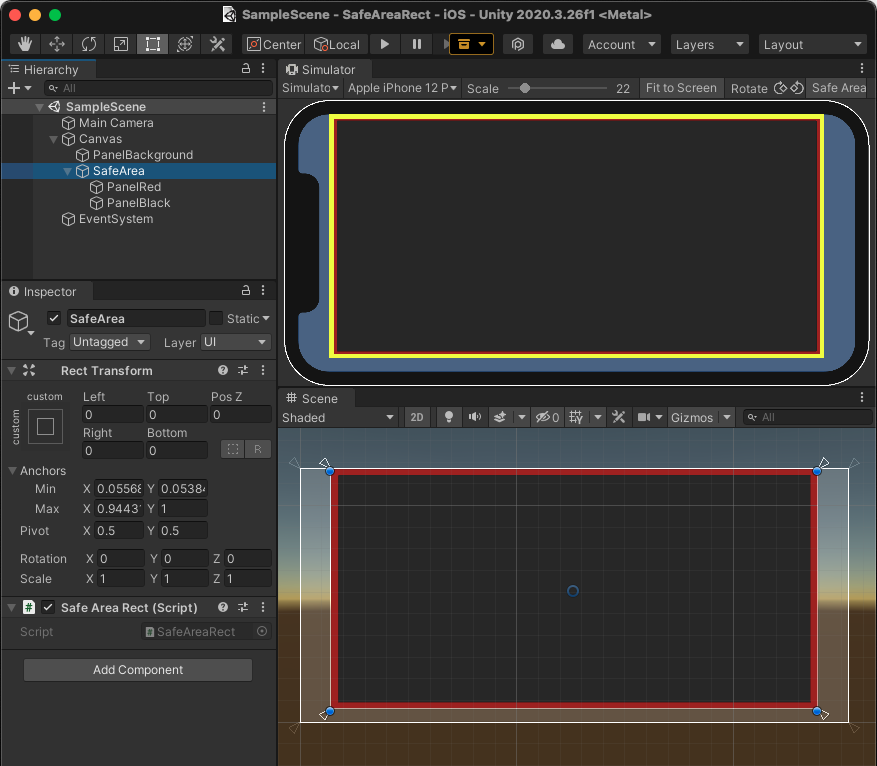 SampleScene - SafeAreaRect - iOS - Unity 2020.3.26f1 <Metal>
Center Local Account Layers Layout
Hierarchy
All
SampleScene
Main Camera
Canvas
PanelBackground
SafeArea
PanelRed
PanelBlack
EventSystem
Simulator
Simulato Apple iPhone 12 P Scale 22 Fit to Screen Rotate Safe Area
Inspector
SafeArea Static
Tag Untagged Layer UI
Rect Transform
custom Left Top Pos Z
custom 0 0 0
Right Bottom
0 0 R
Anchors
Min X 0.05568 Y 0.05384
Max X 0.9443 Y 1
Pivot X 0.5 Y 0.5
Rotation X 0 Y 0 Z 0
Scale X 1 Y 1 Z 1
# Safe Area Rect (Script)
Script # SafeAreaRect
Add Component
Scene
Shaded 2D 0 Gizmos All